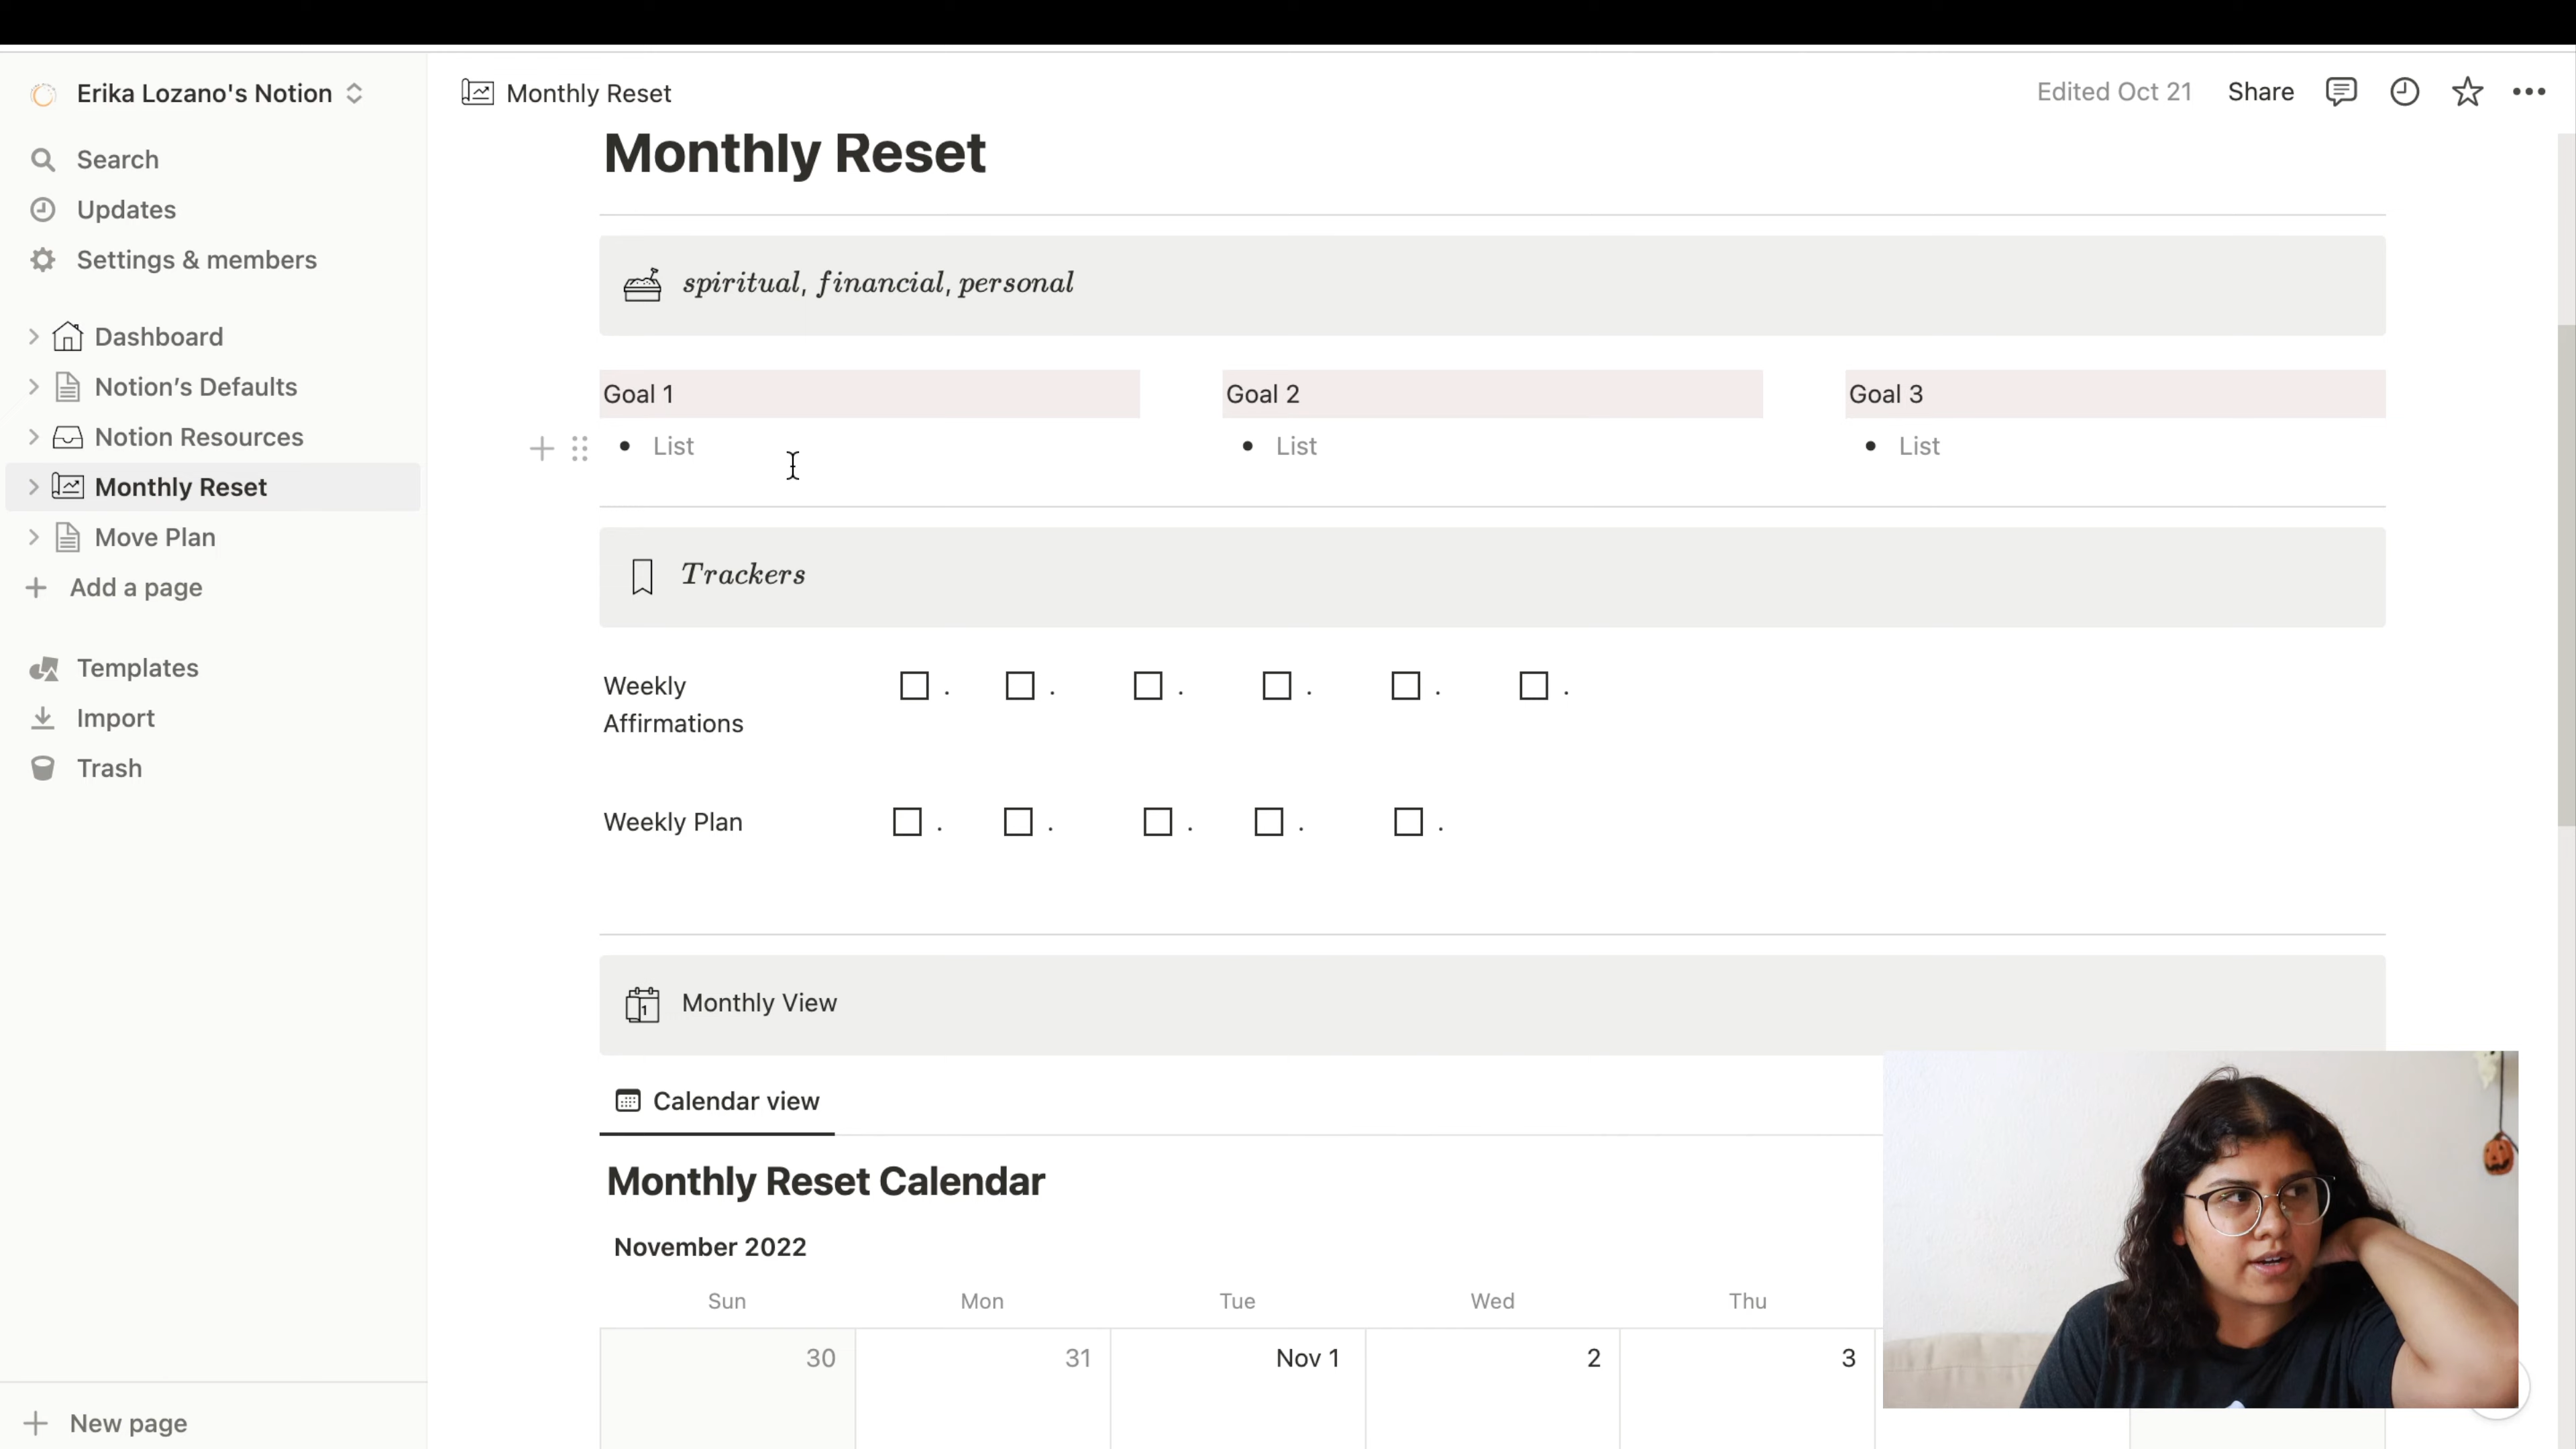 Erika Lozano's Notion
Search
Updates
Settings & members
Dashboard
Notion's Defaults
Notion Resources
Monthly Reset
Move Plan
Add a page
Templates
Import
Trash
New page
Monthly Reset
Edited Oct 21 Share
Monthly Reset
spiritual, financial, personal
Goal 1 Goal 2 Goal 3
• List • List • List
Trackers
Weekly . . . . . .
Affirmations
Weekly Plan . . . . .
1 Monthly View
Calendar view
Monthly Reset Calendar
November 2022
Sun Mon Tue Wed Thu
30 31 Nov 1 2 3